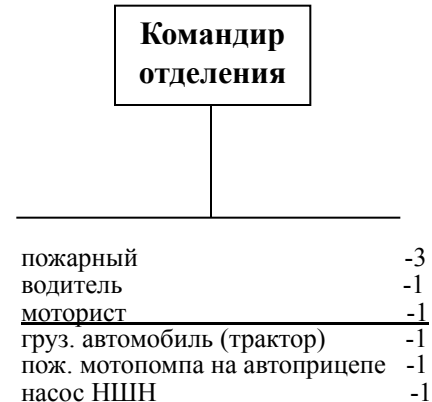 Командир
отделения
пожарный -3
водитель -1
моторист -1
груз. автомобиль (трактор) -1
пож. мотопомпа на автоприцепе -1
насос НШН -1